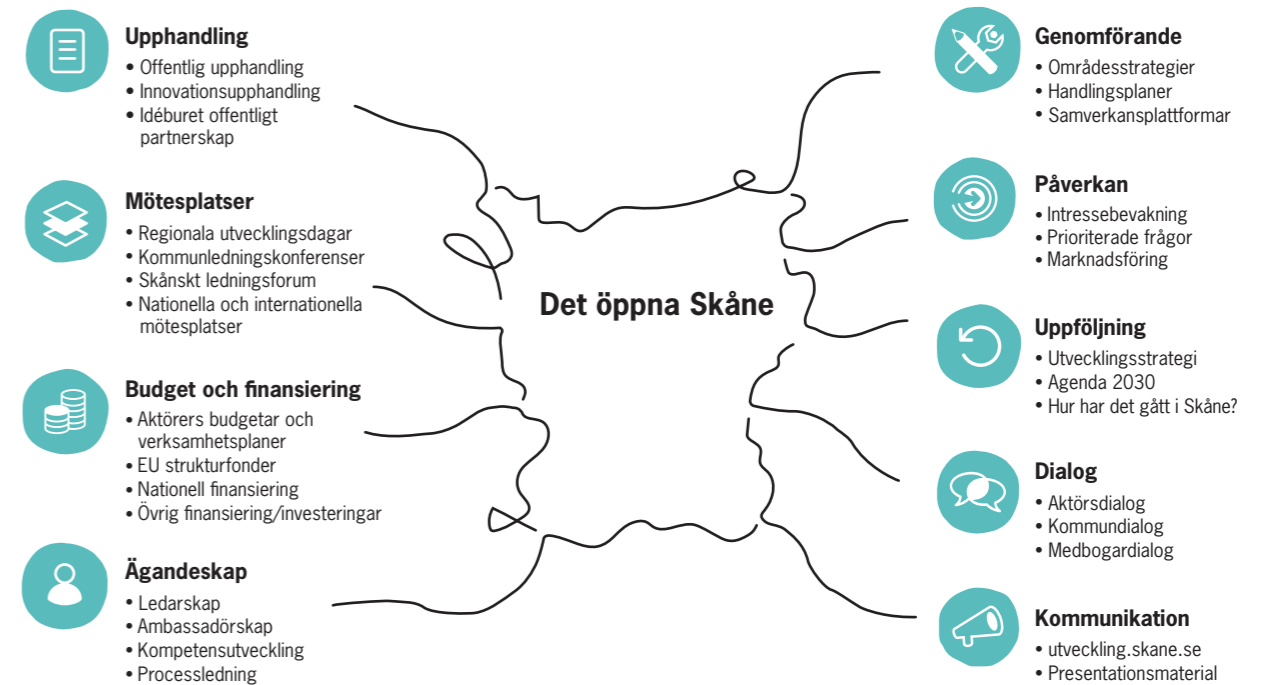 Upphandling
• Offentlig upphandling
• Innovationsupphandling
• Idéburet offentligt
partnerskap
Mötesplatser
• Regionala utvecklingsdagar
• Kommunledningskonferenser
• Skånskt ledningsforum
• Nationella och internationella
mötesplatser
Budget och finansiering
• Aktörers budgetar och
verksamhetsplaner
• EU strukturfonder
• Nationell finansiering
• Övrig finansiering/investeringar
Ägandeskap
• Ledarskap
• Ambassadörskap
• Kompetensutveckling
• Processledning
Det öppna Skåne
Genomförande
• Områdesstrategier
• Handlingsplaner
• Samverkansplattformar
Påverkan
• Intressebevakning
• Prioriterade frågor
• Marknadsföring
Uppföljning
• Utvecklingsstrategi
• Agenda 2030
• Hur har det gått i Skåne?
Dialog
• Aktörsdialog
• Kommundialog
• Medbogardialog
Kommunikation
• utveckling.skane.se
• Presentationsmaterial